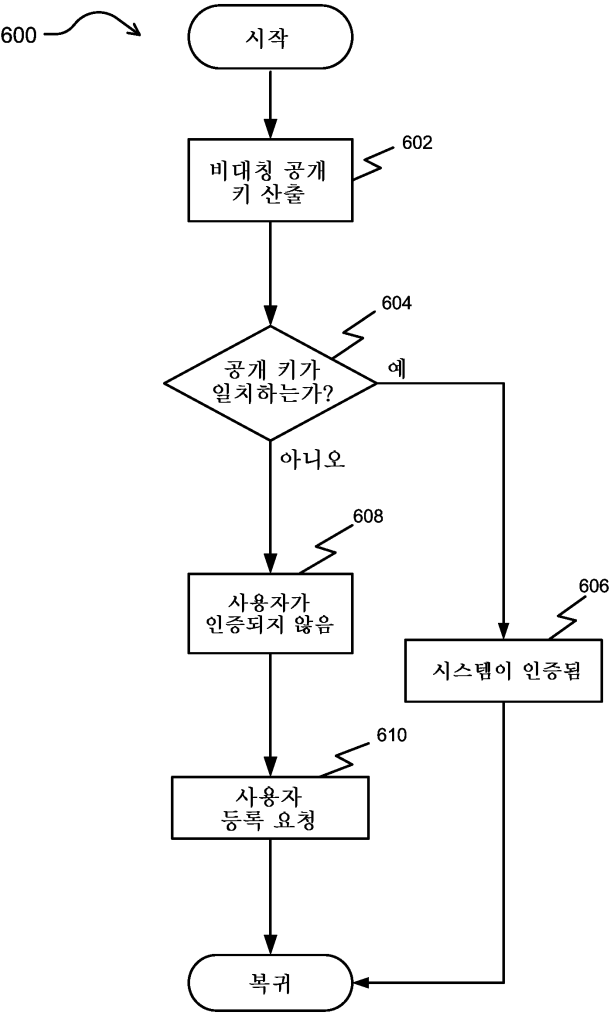 600
시작
602
비대칭 공개
키 산출
604
공개 키가
일치하는가?
예
아니오
608
사용자가
인증되지 않음
606
시스템이 인증됨
610
사용자
등록 요청
복귀